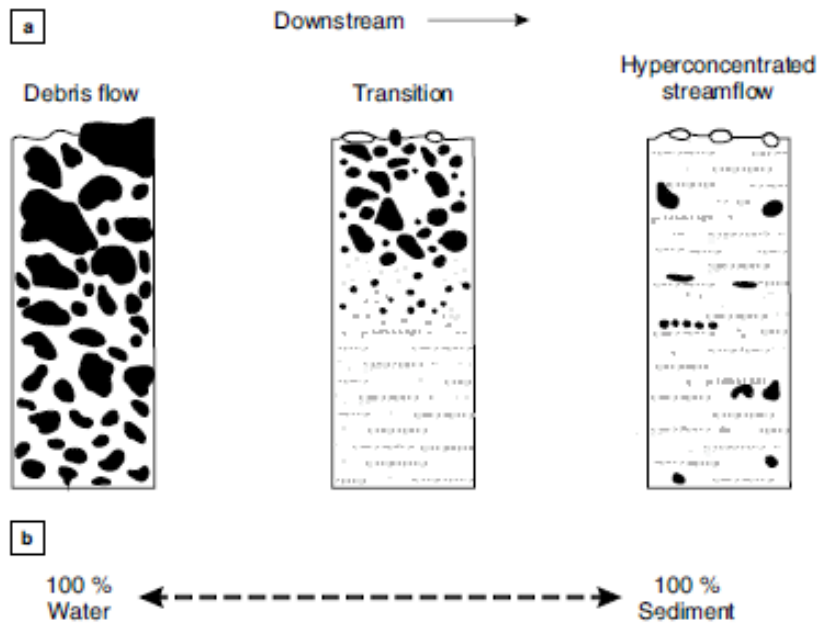 a
Downstream
Debris flow
Transition
Hyperconcentrated
streamflow
b
100 %
Water
100 %
Sediment